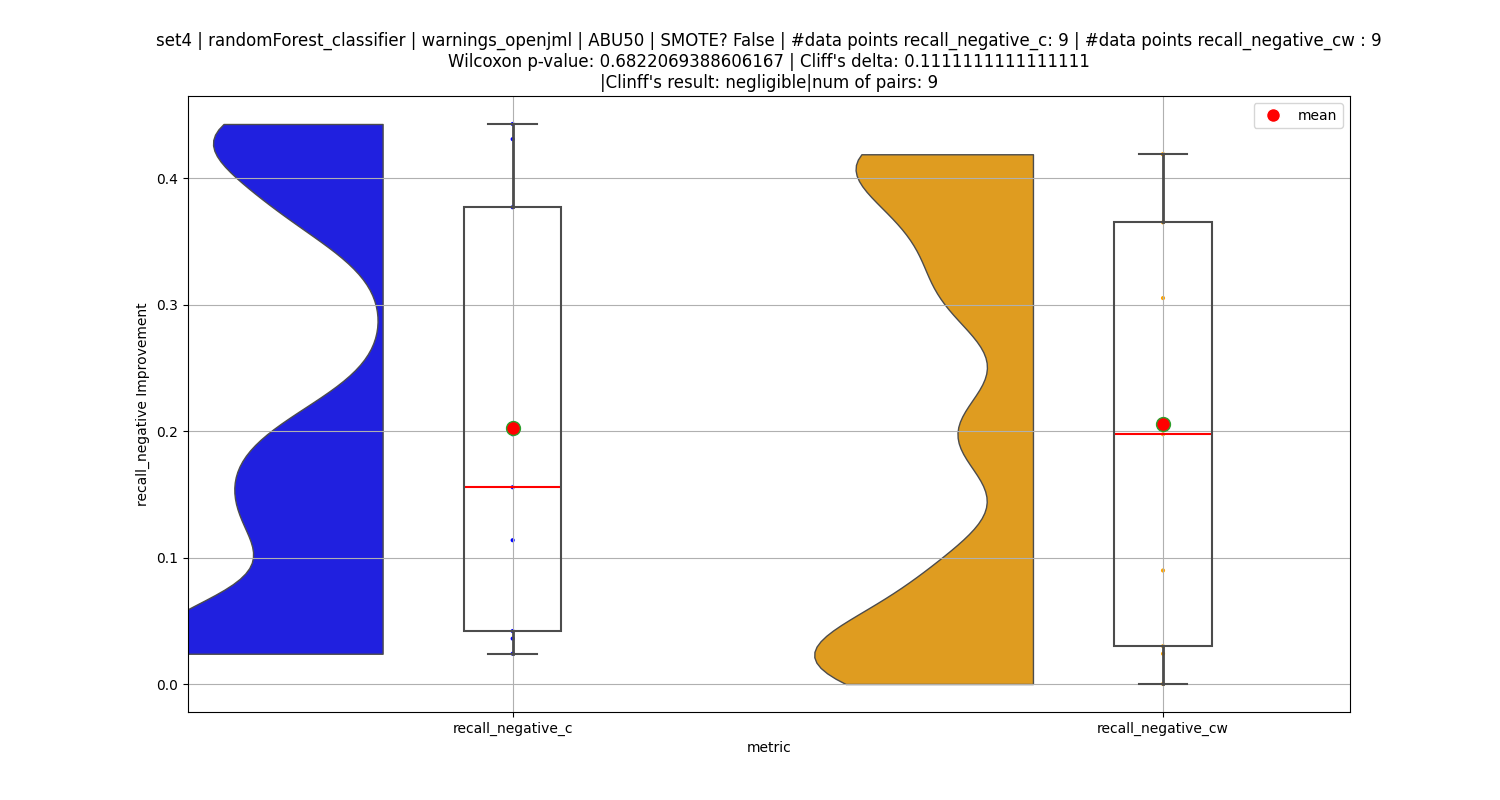 set4 | randomForest_classifier | warnings_openjml | ABU50 | SMOTE? False | #data points recall_negative_c: 9 | #data points recall_negative_cw : 9
Wilcoxon p-value: 0.6822069388606167 | Cliff's delta: 0.1111111111111111
|Clinff's result: negligible|num of pairs: 9
mean
0.4
0.3
0.2
0.1
0.0
recall_negative Improvement
recall_negative_c
recall_negative_cw
metric